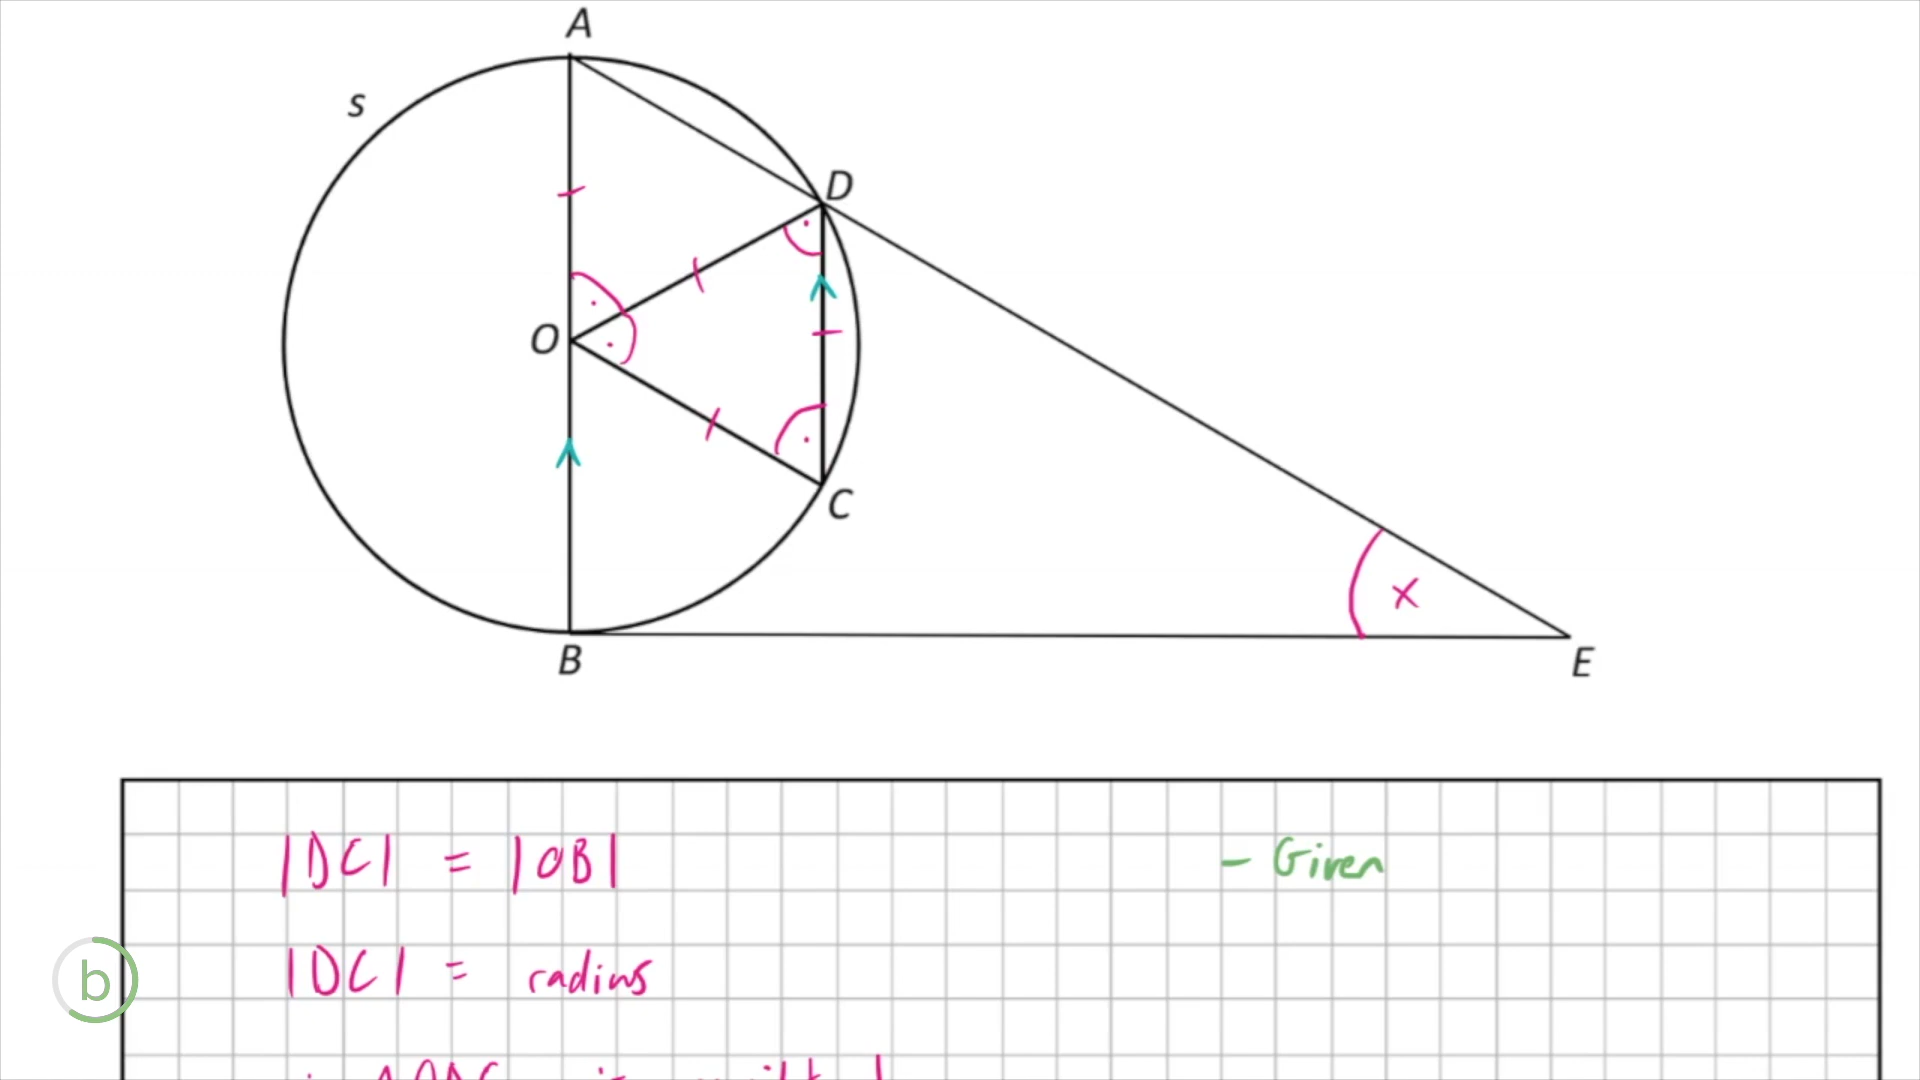 A
s
D
O
C
x
B
E
|DC| = |OB| - Given
|DC| = radius
b